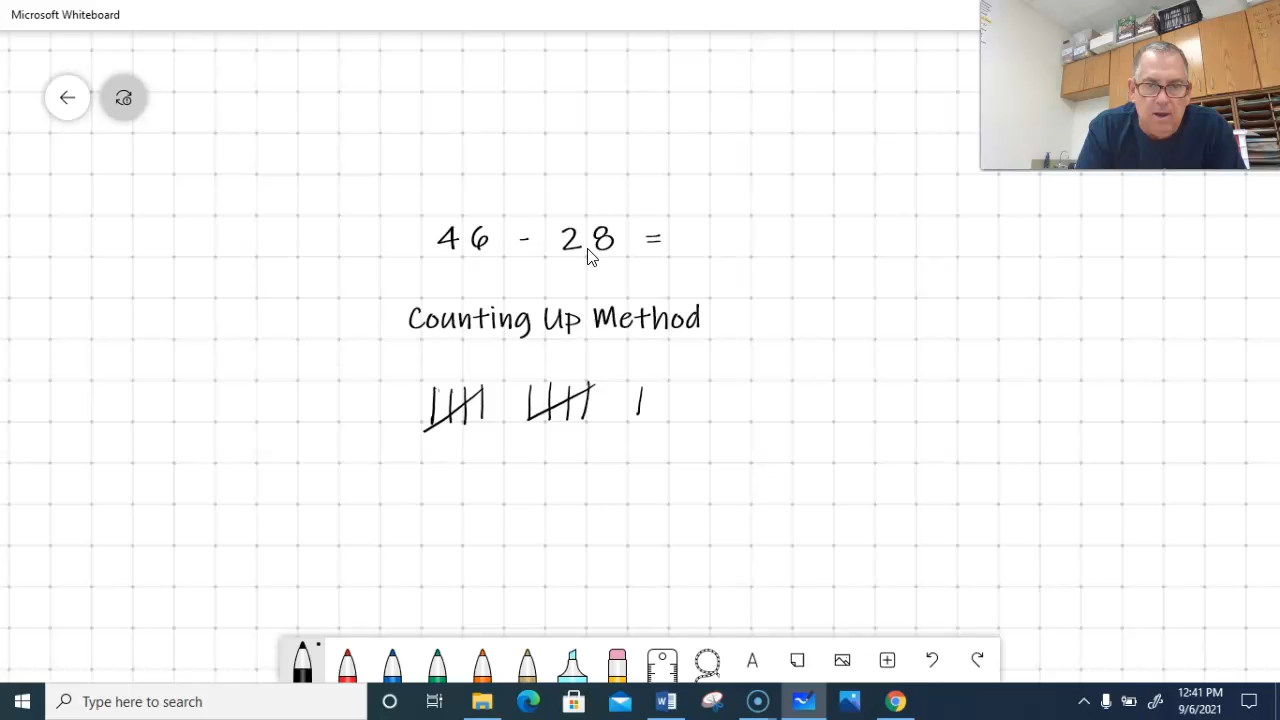 Microsoft Whiteboard
46 - 28 =
Counting Up Method
A
Type here to search
12:41 PM
9/6/2021